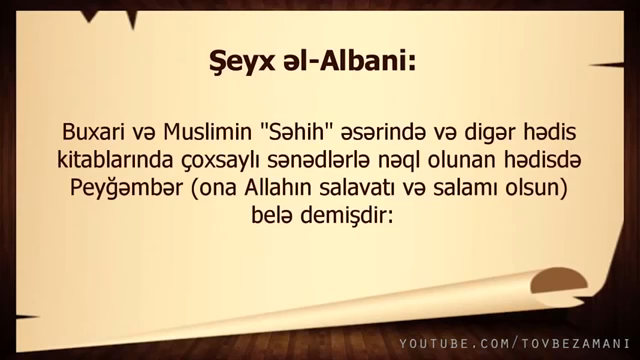 Şeyx əl-Albani:
Buxari və Muslimin "Səhih" əsərində və digər hədis
kitablarında çoxsaylı sənədlərlə nəql olunan hədisdə
Peyğəmbər (ona Allahın salavatı və salamı olsun)
belə demişdir:
YOUTUBE.COM/TOVBEZAMANI